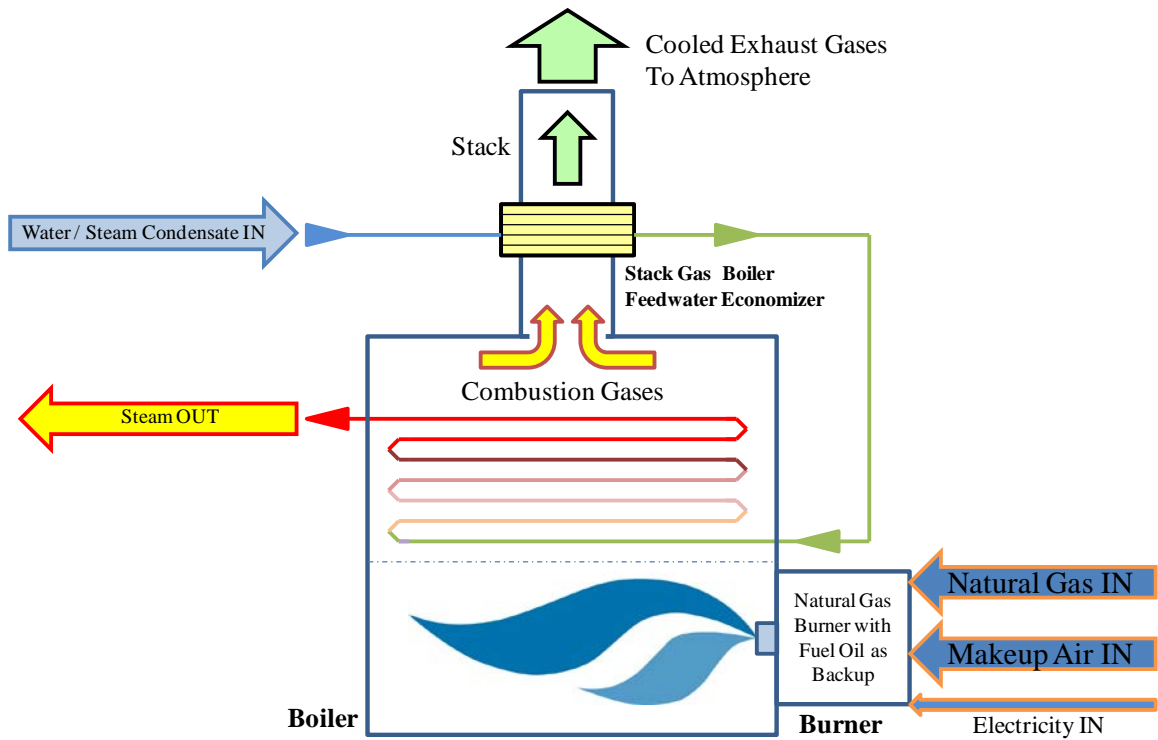 Cooled Exhaust Gases
To Atmosphere
Stack
Water / Steam Condensate IN
Stack Gas Boiler
Feedwater Economizer
Combustion Gases
Steam OUT
Natural Gas IN
Natural Gas
Burner with
Fuel Oil as
Backup
Makeup Air IN
Boiler
Burner
Electricity IN